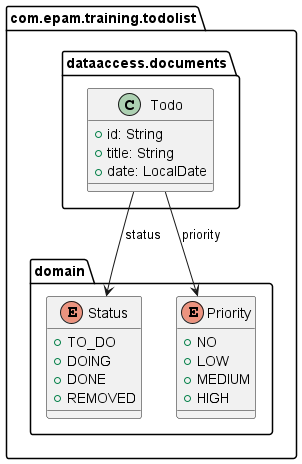 com.epam.training.todolist
dataaccess.documents
C Todo
id: String
title: String
date: LocalDate
status
priority
domain
E Status
TO_DO
DOING
DONE
REMOVED
E Priority
NO
LOW
MEDIUM
HIGH